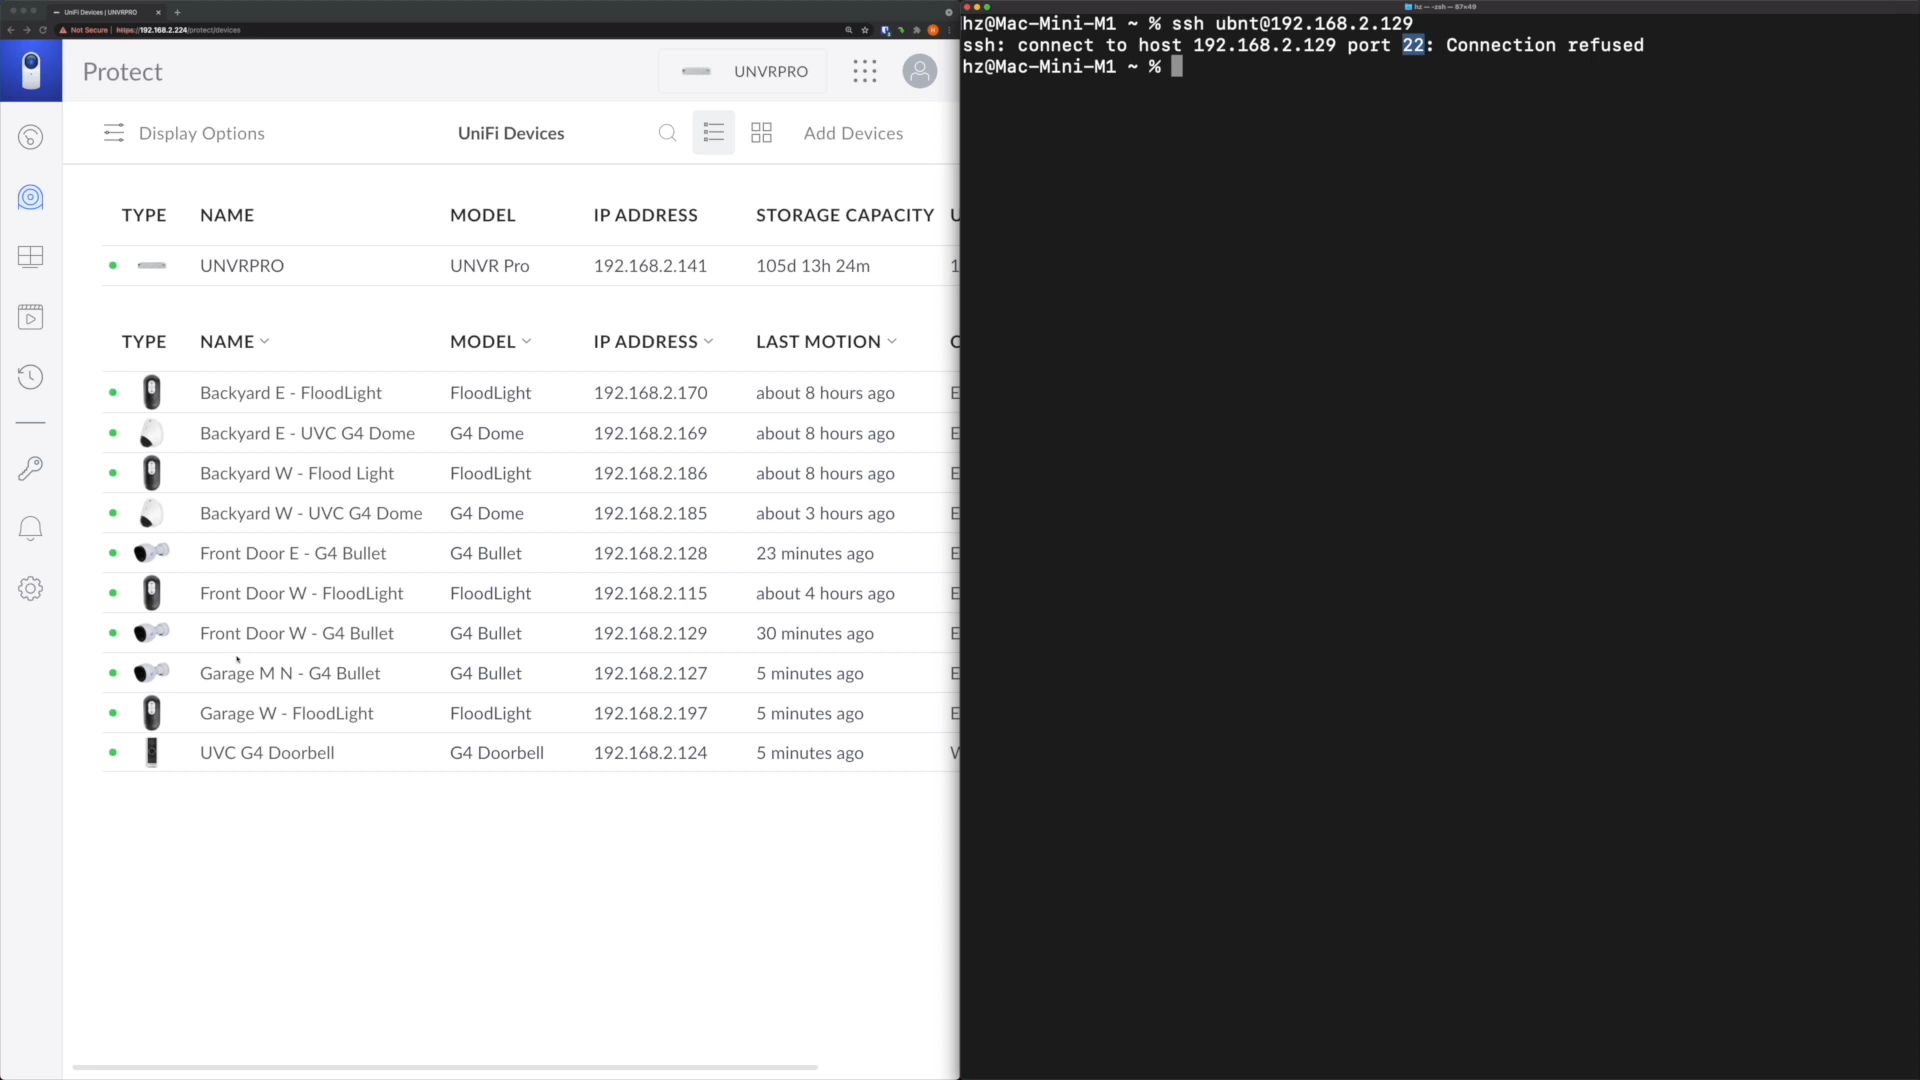 UniFi Devices | UNVRPRO
Not Secure | https://192.168.2.224/protect/devices
Protect
UNVRPRO
Display Options
UniFi Devices
Add Devices
TYPE NAME MODEL IP ADDRESS STORAGE CAPACITY U
UNVRPRO UNVR Pro 192.168.2.141 105d 13h 24m 1
TYPE NAME MODEL IP ADDRESS LAST MOTION C
Backyard E - FloodLight FloodLight 192.168.2.170 about 8 hours ago E
Backyard E - UVC G4 Dome G4 Dome 192.168.2.169 about 8 hours ago E
Backyard W - Flood Light FloodLight 192.168.2.186 about 8 hours ago E
Backyard W - UVC G4 Dome G4 Dome 192.168.2.185 about 3 hours ago E
Front Door E - G4 Bullet G4 Bullet 192.168.2.128 23 minutes ago E
Front Door W - FloodLight FloodLight 192.168.2.115 about 4 hours ago E
Front Door W - G4 Bullet G4 Bullet 192.168.2.129 30 minutes ago E
Garage M N - G4 Bullet G4 Bullet 192.168.2.127 5 minutes ago E
Garage W - FloodLight FloodLight 192.168.2.197 5 minutes ago E
UVC G4 Doorbell G4 Doorbell 192.168.2.124 5 minutes ago W
hz — -zsh — 87×49
hz@Mac-Mini-M1 ~ % ssh ubnt@192.168.2.129
ssh: connect to host 192.168.2.129 port 22: Connection refused
hz@Mac-Mini-M1 ~ %